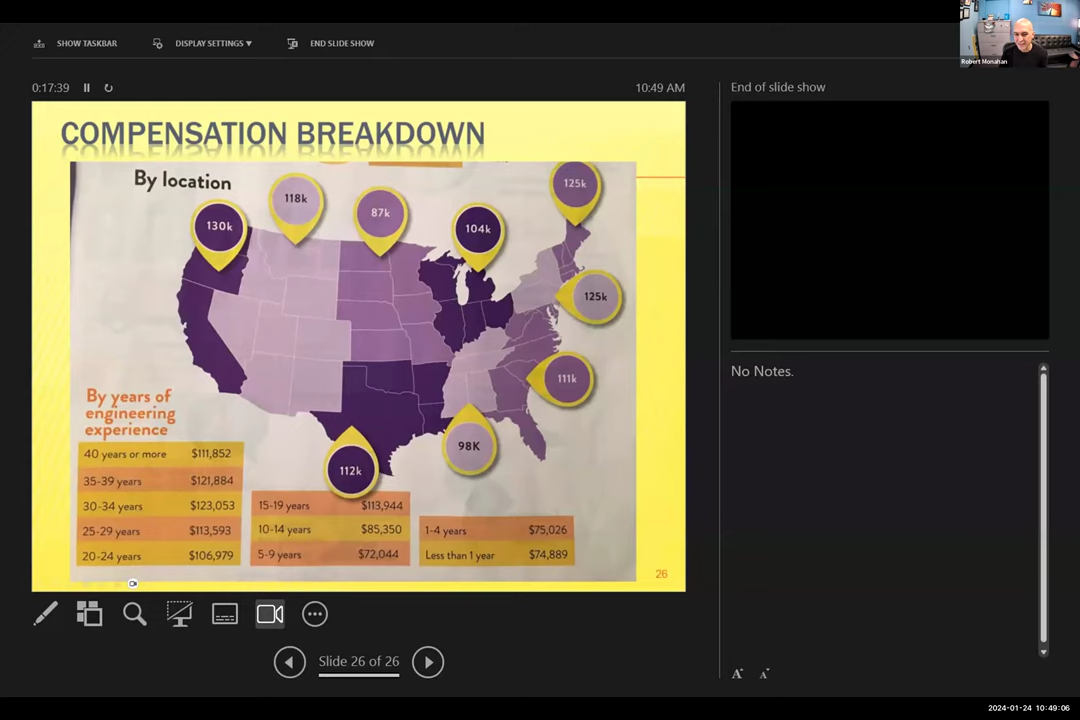 Robert Monahan
SHOW TASKBAR
DISPLAY SETTINGS ▼
END SLIDE SHOW
0:17:39
10:49 AM
End of slide show
COMPENSATION BREAKDOWN
By location
130k
118k
87k
104k
125k
125k
111k
98K
112k
By years of
engineering
experience
40 years or more $111,852
35-39 years $121,884
30-34 years $123,053
25-29 years $113,593
20-24 years $106,979
15-19 years $113,944
10-14 years $85,350
5-9 years $72,044
1-4 years $75,026
Less than 1 year $74,889
26
No Notes.
Slide 26 of 26
A A
2024-01-24 10:49:06